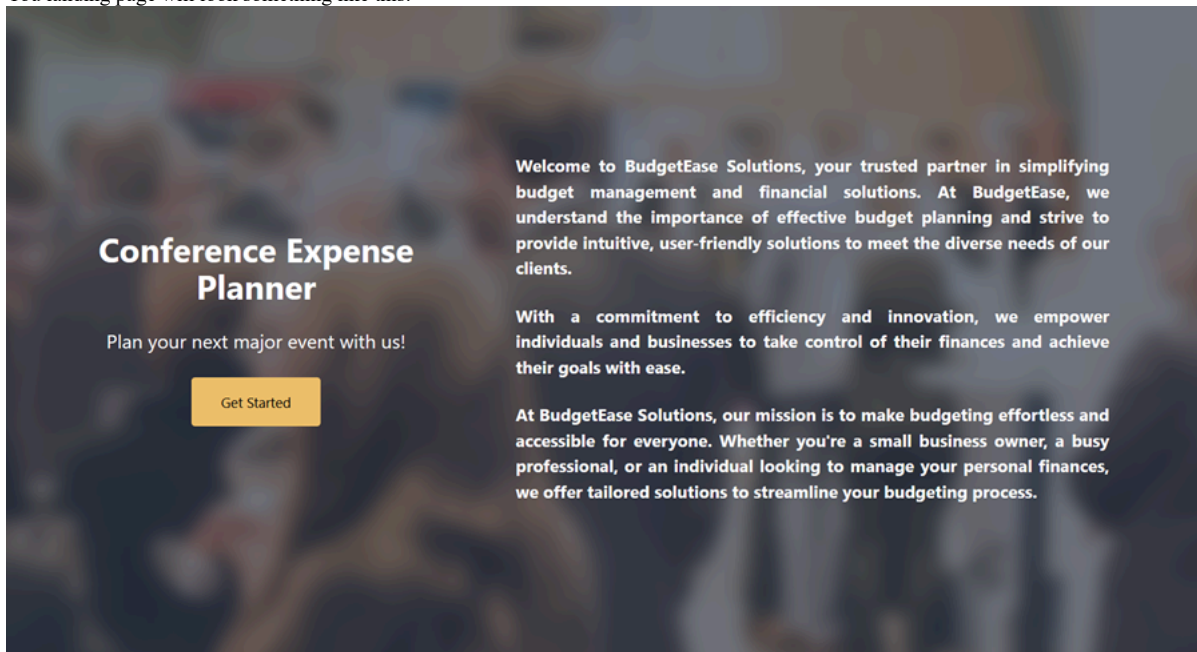 You landing page will look something like this:
Conference Expense
Planner
Plan your next major event with us!
Get Started
Welcome to BudgetEase Solutions, your trusted partner in simplifying
budget management and financial solutions. At BudgetEase, we
understand the importance of effective budget planning and strive to
provide intuitive, user-friendly solutions to meet the diverse needs of our
clients.
With a commitment to efficiency and innovation, we empower
individuals and businesses to take control of their finances and achieve
their goals with ease.
At BudgetEase Solutions, our mission is to make budgeting effortless and
accessible for everyone. Whether you're a small business owner, a busy
professional, or an individual looking to manage your personal finances,
we offer tailored solutions to streamline your budgeting process.